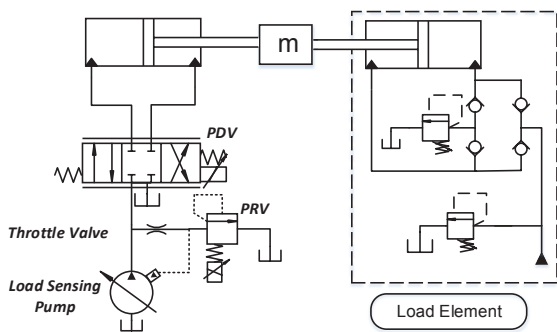 m
PDV
PRV
Throttle Valve
Load Sensing
Pump
Load Element